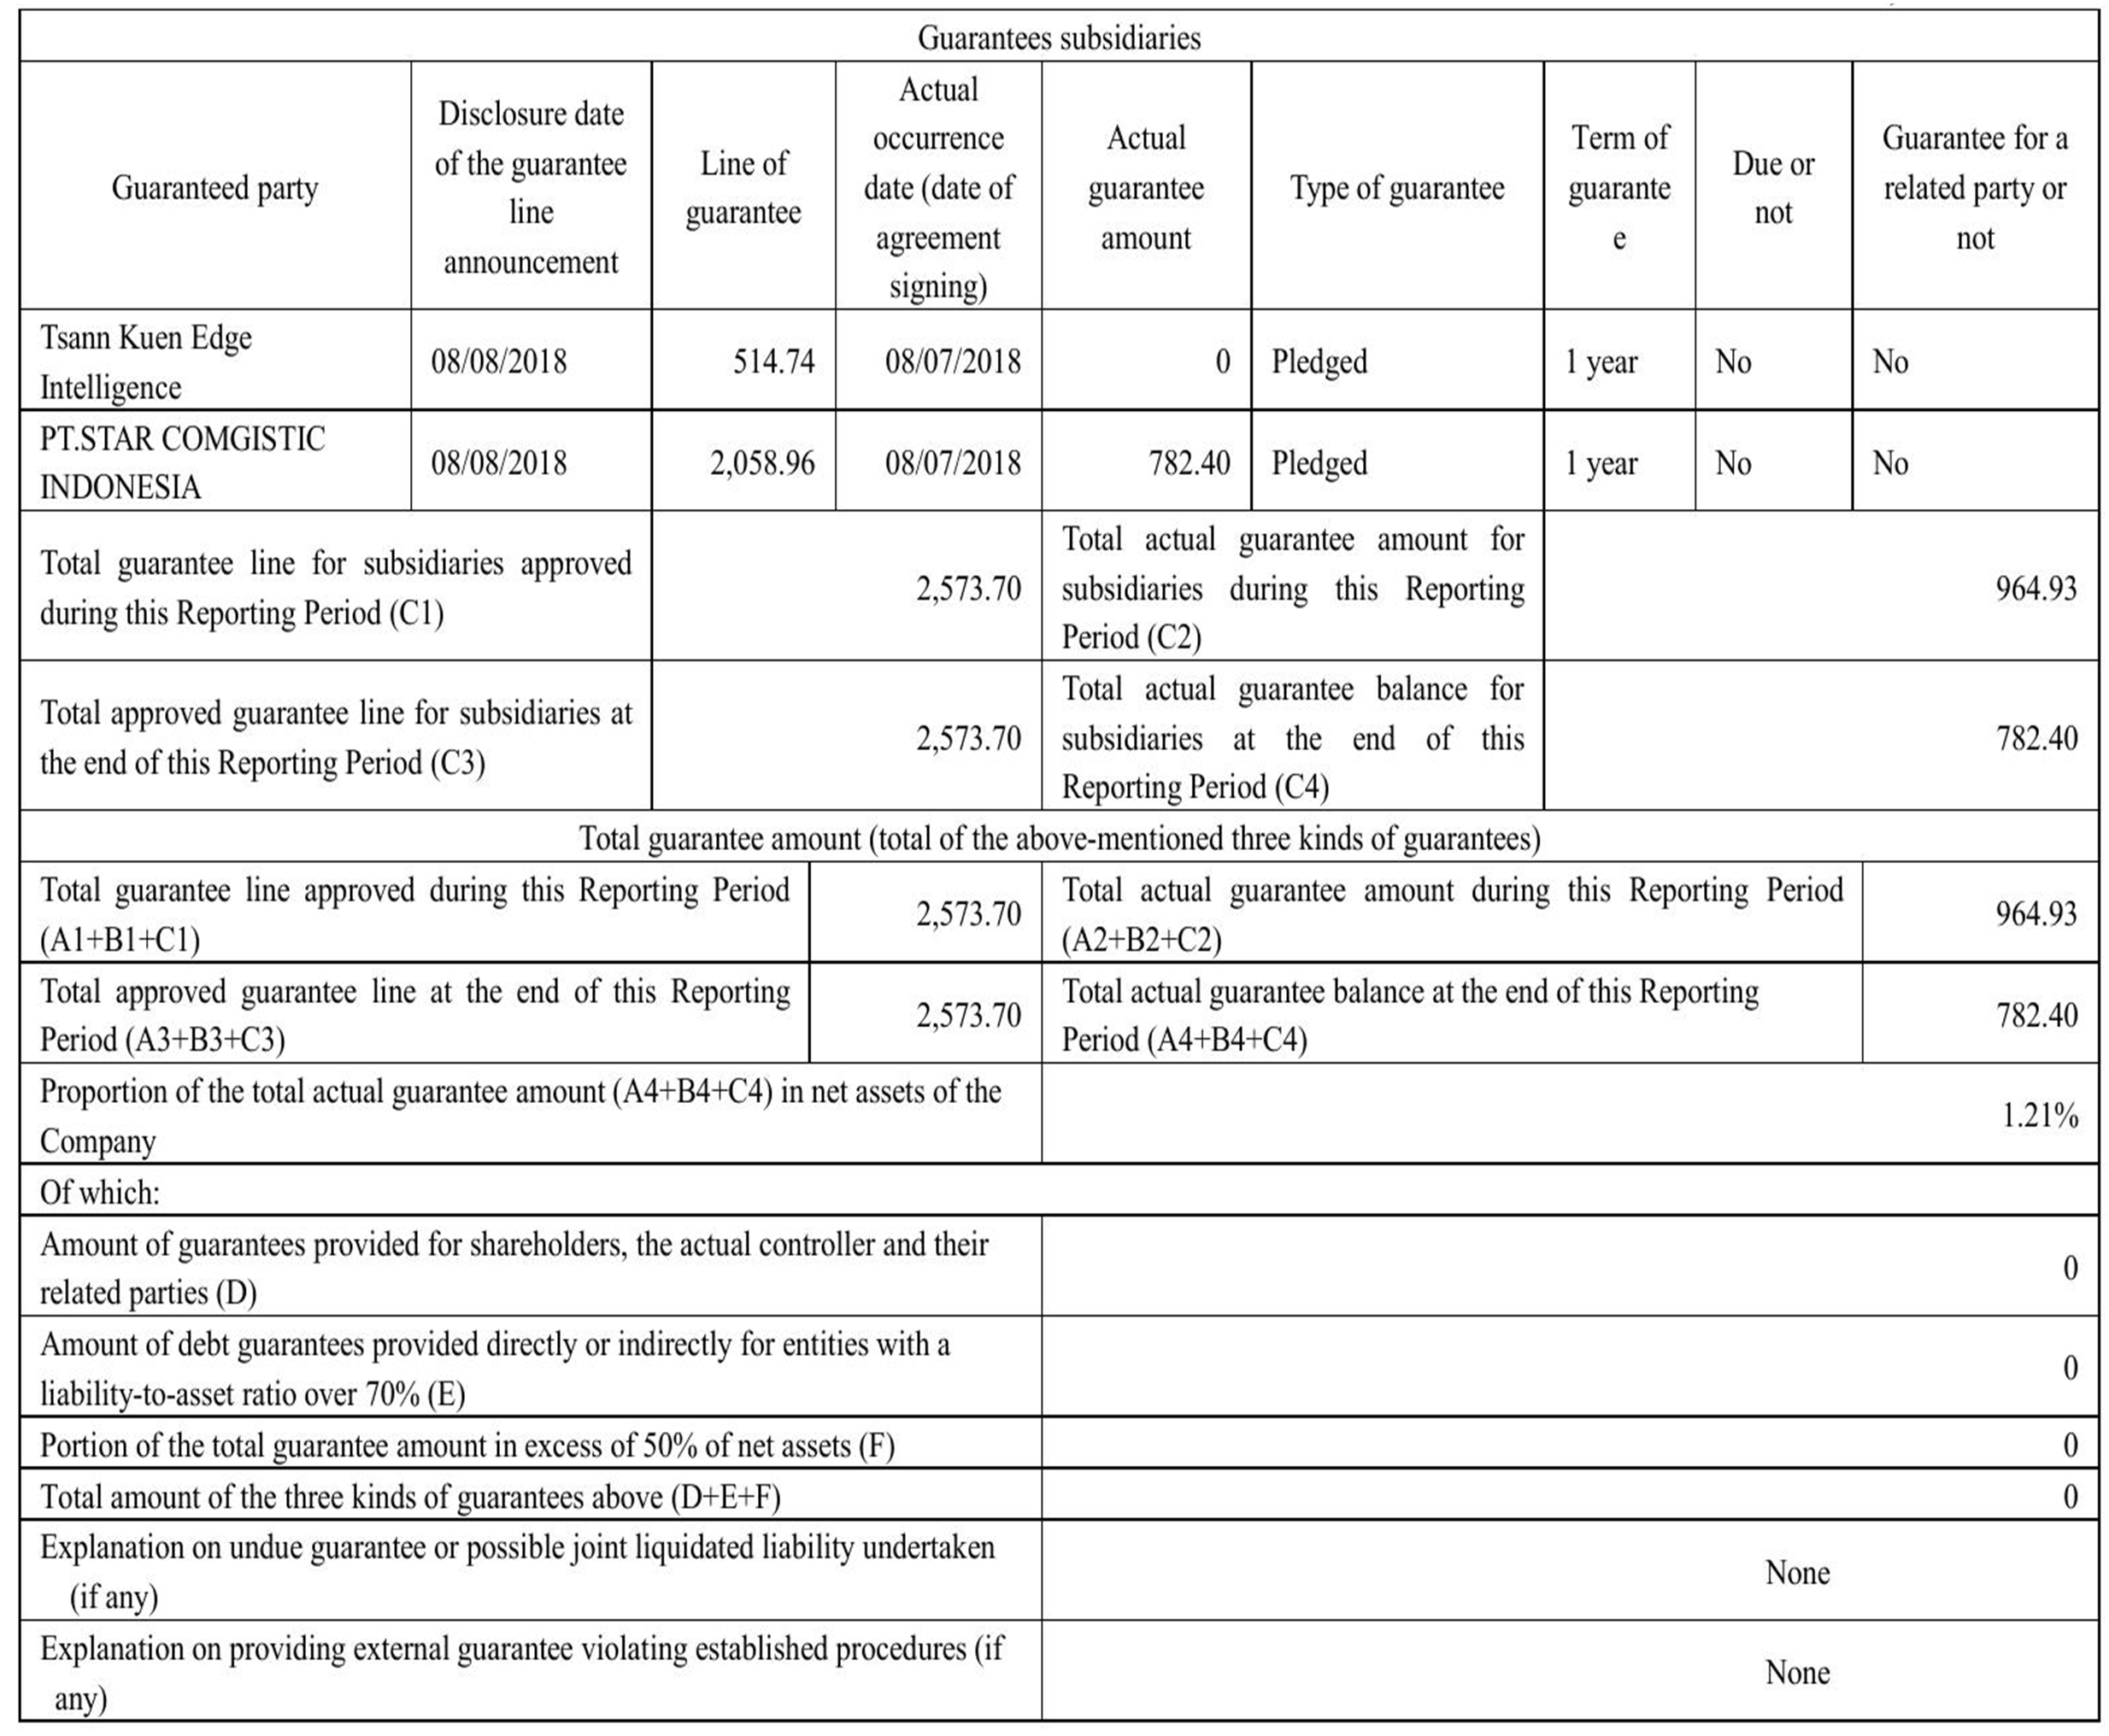 Guarantees subsidiaries
Guaranteed party
Disclosure date
of the guarantee
line
announcement
Line of
guarantee
Actual
occurrence
date (date of
agreement
signing)
Actual
guarantee
amount
Type of guarantee
Term of
guarante
e
Due or
not
Guarantee for a
related party or
not
Tsann Kuen Edge
Intelligence
08/08/2018
514.74
08/07/2018
0
Pledged
1 year
No
No
PT.STAR COMGISTIC
INDONESIA
08/08/2018
2,058.96
08/07/2018
782.40
Pledged
1 year
No
No
Total guarantee line for subsidiaries approved
during this Reporting Period (C1)
2,573.70
Total actual guarantee amount for
subsidiaries during this Reporting
Period (C2)
964.93
Total approved guarantee line for subsidiaries at
the end of this Reporting Period (C3)
2,573.70
Total actual guarantee balance for
subsidiaries at the end of this
Reporting Period (C4)
782.40
Total guarantee amount (total of the above-mentioned three kinds of guarantees)
Total guarantee line approved during this Reporting Period
(A1+B1+C1)
2,573.70
Total actual guarantee amount during this Reporting Period
(A2+B2+C2)
964.93
Total approved guarantee line at the end of this Reporting
Period (A3+B3+C3)
2,573.70
Total actual guarantee balance at the end of this Reporting
Period (A4+B4+C4)
782.40
Proportion of the total actual guarantee amount (A4+B4+C4) in net assets of the
Company
1.21%
Of which:
Amount of guarantees provided for shareholders, the actual controller and their
related parties (D)
0
Amount of debt guarantees provided directly or indirectly for entities with a
liability-to-asset ratio over 70% (E)
0
Portion of the total guarantee amount in excess of 50% of net assets (F)
0
Total amount of the three kinds of guarantees above (D+E+F)
0
Explanation on undue guarantee or possible joint liquidated liability undertaken
(if any)
None
Explanation on providing external guarantee violating established procedures (if
any)
None